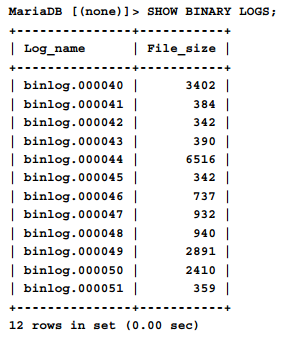 MariaDB [(none)]> SHOW BINARY LOGS;
+---------------+-----------+
| Log_name      | File_size |
+---------------+-----------+
| binlog.000040 |      3402 |
| binlog.000041 |       384 |
| binlog.000042 |       342 |
| binlog.000043 |       390 |
| binlog.000044 |      6516 |
| binlog.000045 |       342 |
| binlog.000046 |       737 |
| binlog.000047 |       932 |
| binlog.000048 |       940 |
| binlog.000049 |      2891 |
| binlog.000050 |      2410 |
| binlog.000051 |       359 |
+---------------+-----------+
12 rows in set (0.00 sec)